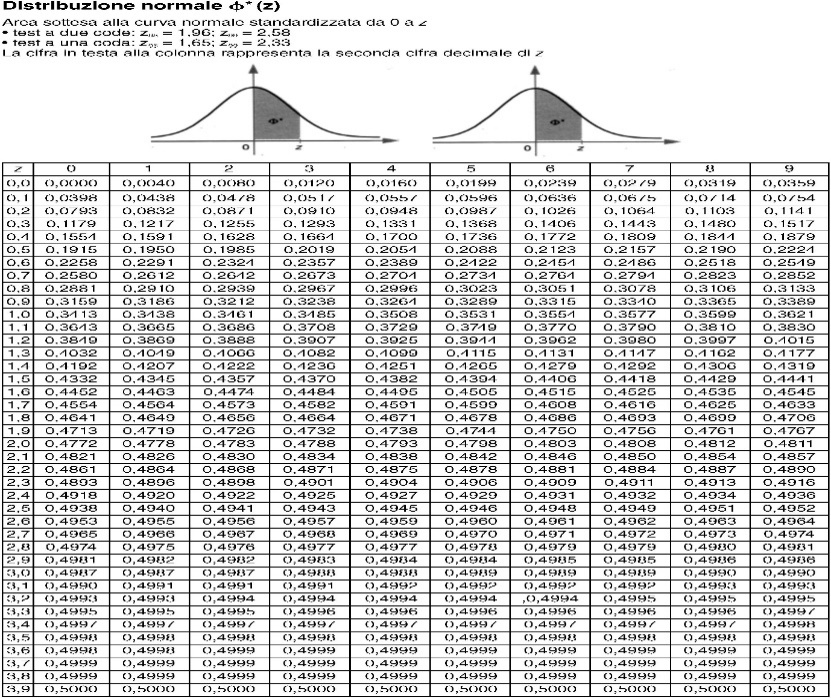 Distribuzione normale Φ* (z)
Area sottesa alla curva normale standardizzata da 0 a z
• test a due code: z = 1,96; z = 2,58
• test a una coda: z = 1,65; z = 2,33
La cifra in testa alla colonna rappresenta la seconda cifra decimale di z
Φ* Φ*
0 z 0 z
z 0 1 2 3 4 5 6 7 8 9
0,0 0,0000 0,0040 0,0080 0,0120 0,0160 0,0199 0,0239 0,0279 0,0319 0,0359
0,1 0,0398 0,0438 0,0478 0,0517 0,0557 0,0596 0,0636 0,0675 0,0714 0,0754
0,2 0,0793 0,0832 0,0871 0,0910 0,0948 0,0987 0,1026 0,1064 0,1103 0,1141
0,3 0,1179 0,1217 0,1255 0,1293 0,1331 0,1368 0,1406 0,1443 0,1480 0,1517
0,4 0,1554 0,1591 0,1628 0,1664 0,1700 0,1736 0,1772 0,1809 0,1844 0,1879
0,5 0,1915 0,1950 0,1985 0,2019 0,2054 0,2088 0,2123 0,2157 0,2190 0,2224
0,6 0,2258 0,2291 0,2324 0,2357 0,2389 0,2422 0,2454 0,2486 0,2518 0,2549
0,7 0,2580 0,2612 0,2642 0,2673 0,2704 0,2734 0,2764 0,2794 0,2823 0,2852
0,8 0,2881 0,2910 0,2939 0,2967 0,2996 0,3023 0,3051 0,3078 0,3106 0,3133
0,9 0,3159 0,3186 0,3212 0,3238 0,3264 0,3289 0,3315 0,3340 0,3365 0,3389
1,0 0,3413 0,3438 0,3461 0,3485 0,3508 0,3531 0,3554 0,3577 0,3599 0,3621
1,1 0,3643 0,3665 0,3686 0,3708 0,3729 0,3749 0,3770 0,3790 0,3810 0,3830
1,2 0,3849 0,3869 0,3888 0,3907 0,3925 0,3944 0,3962 0,3980 0,3997 0,4015
1,3 0,4032 0,4049 0,4066 0,4082 0,4099 0,4115 0,4131 0,4147 0,4162 0,4177
1,4 0,4192 0,4207 0,4222 0,4236 0,4251 0,4265 0,4279 0,4292 0,4306 0,4319
1,5 0,4332 0,4345 0,4357 0,4370 0,4382 0,4394 0,4406 0,4418 0,4429 0,4441
1,6 0,4452 0,4463 0,4474 0,4484 0,4495 0,4505 0,4515 0,4525 0,4535 0,4545
1,7 0,4554 0,4564 0,4573 0,4582 0,4591 0,4599 0,4608 0,4616 0,4625 0,4633
1,8 0,4641 0,4649 0,4656 0,4664 0,4671 0,4678 0,4686 0,4693 0,4699 0,4706
1,9 0,4713 0,4719 0,4726 0,4732 0,4738 0,4744 0,4750 0,4756 0,4761 0,4767
2,0 0,4772 0,4778 0,4783 0,4788 0,4793 0,4798 0,4803 0,4808 0,4812 0,4811
2,1 0,4821 0,4826 0,4830 0,4834 0,4838 0,4842 0,4846 0,4850 0,4854 0,4857
2,2 0,4861 0,4864 0,4868 0,4871 0,4875 0,4878 0,4881 0,4884 0,4887 0,4890
2,3 0,4893 0,4896 0,4898 0,4901 0,4904 0,4906 0,4909 0,4911 0,4913 0,4916
2,4 0,4918 0,4920 0,4922 0,4925 0,4927 0,4929 0,4931 0,4932 0,4934 0,4936
2,5 0,4938 0,4940 0,4941 0,4943 0,4945 0,4946 0,4948 0,4949 0,4951 0,4952
2,6 0,4953 0,4955 0,4956 0,4957 0,4959 0,4960 0,4961 0,4962 0,4963 0,4964
2,7 0,4965 0,4966 0,4967 0,4968 0,4969 0,4970 0,4971 0,4972 0,4973 0,4974
2,8 0,4974 0,4975 0,4976 0,4977 0,4977 0,4978 0,4979 0,4979 0,4980 0,4981
2,9 0,4981 0,4982 0,4982 0,4983 0,4984 0,4984 0,4985 0,4985 0,4986 0,4986
3,0 0,4987 0,4987 0,4987 0,4988 0,4988 0,4989 0,4989 0,4989 0,4990 0,4990
3,1 0,4990 0,4991 0,4991 0,4991 0,4992 0,4992 0,4992 0,4992 0,4993 0,4993
3,2 0,4993 0,4993 0,4994 0,4994 0,4994 0,4994 ,0,4994 0,4995 0,4995 0,4995
3,3 0,4995 0,4995 0,4995 0,4996 0,4996 0,4996 0,4996 0,4996 0,4996 0,4997
3,4 0,4997 0,4997 0,4997 0,4997 0,4997 0,4997 0,4997 0,4997 0,4997 0,4998
3,5 0,4998 0,4998 0,4998 0,4998 0,4998 0,4998 0,4998 0,4998 0,4998 0,4998
3,6 0,4998 0,4998 0,4999 0,4999 0,4999 0,4999 0,4999 0,4999 0,4999 0,4999
3,7 0,4999 0,4999 0,4999 0,4999 0,4999 0,4999 0,4999 0,4999 0,4999 0,4999
3,8 0,4999 0,4999 0,4999 0,4999 0,4999 0,4999 0,4999 0,4999 0,4999 0,4999
3,9 0,5000 0,5000 0,5000 0,5000 0,5000 0,5000 0,5000 0,5000 0,5000 0,5000